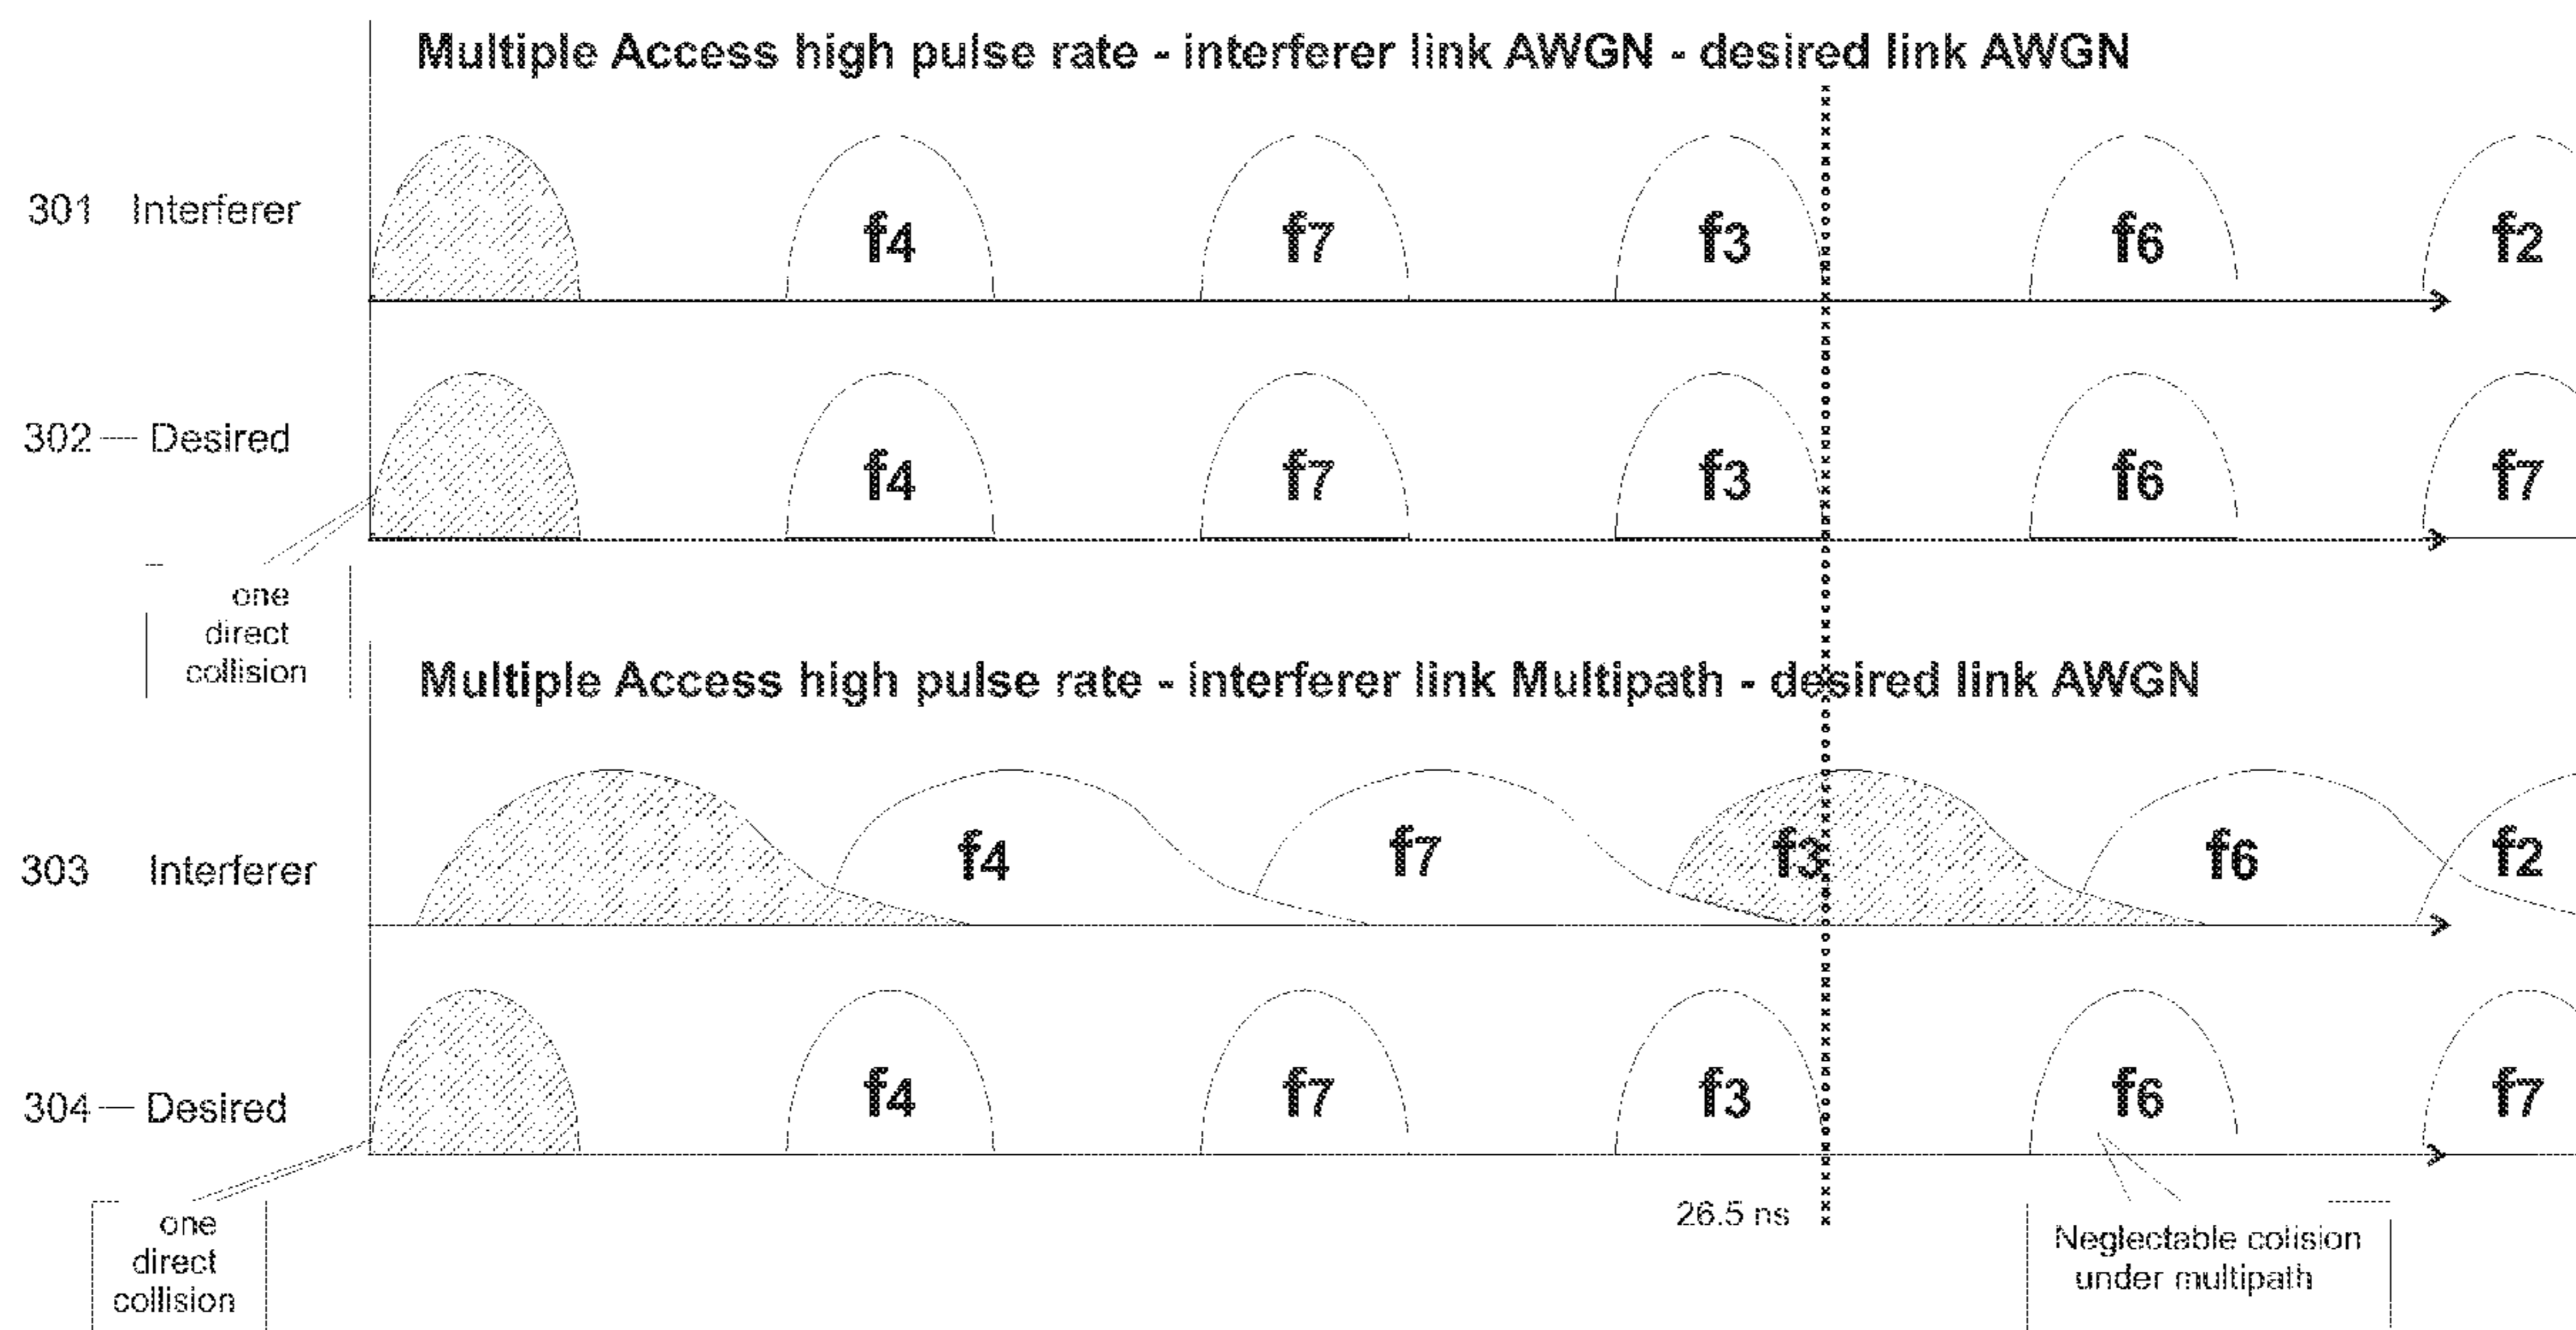 Multiple Access high pulse rate - interferer link AWGN - desired link AWGN
301 Interferer
f4 f7 f3 f6 f2
302 Desired
f4 f7 f3 f6 f7
one
direct
collision
Multiple Access high pulse rate - interferer link Multipath - desired link AWGN
303 Interferer
f4 f7 f3 f6 f2
304 Desired
f4 f7 f3 f6 f7
26.5 ns
one
direct
collision
Neglectable colision
under multipath